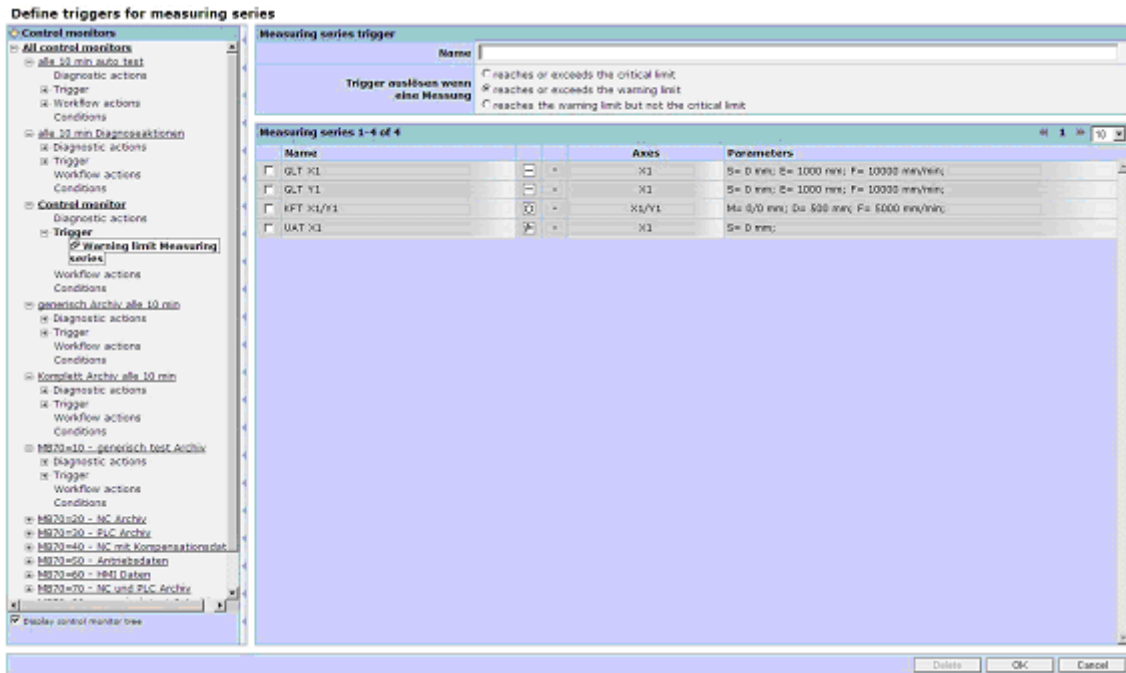 Define triggers for measuring series
Control monitors
All control monitors
alle 10 min auto test
Diagnostic actions
Trigger
Workflow actions
Conditions
alle 10 min Diagnoseaktionen
Diagnostic actions
Trigger
Workflow actions
Conditions
Control monitor
Diagnostic actions
Trigger
Warning limit Measuring
series
Workflow actions
Conditions
generisch Archiv alle 10 min
Diagnostic actions
Trigger
Workflow actions
Conditions
Komplett Archiv alle 10 min
Diagnostic actions
Trigger
Workflow actions
Conditions
MB70=10 - generisch test Archiv
Diagnostic actions
Trigger
Workflow actions
Conditions
MB70=20 - NC Archiv
MB70=30 - PLC Archiv
MB70=40 - NC mit Kompensationsdat
MB70=50 - Antriebsdaten
MB70=60 - HMI Daten
MB70=70 - NC und PLC Archiv
Display control monitor tree
Measuring series trigger
Name
Trigger auslösen wenn
eine Messung
reaches or exceeds the critical limit
reaches or exceeds the warning limit
reaches the warning limit but not the critical limit
Measuring series 1-4 of 4 « 1 » 10
Name Axes Parameters
GLT X1 - X1 S= 0 mm; E= 1000 mm; F= 10000 mm/min;
GLT Y1 - X1 S= 0 mm; E= 1000 mm; F= 10000 mm/min;
KFT X1/Y1 - X1/Y1 M= 0/0 mm; D= 500 mm; F= 5000 mm/min;
UAT X1 - X1 S= 0 mm;
Delete OK Cancel